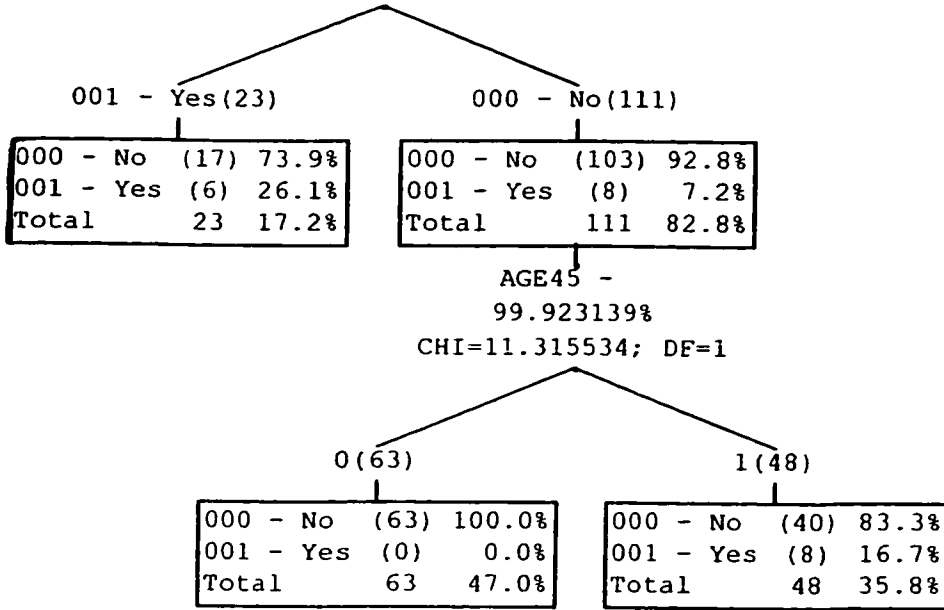 001 - Yes(23)
000 - No(111)
000 - No (17) 73.9%
001 - Yes (6) 26.1%
Total 23 17.2%
000 - No (103) 92.8%
001 - Yes (8) 7.2%
Total 111 82.8%
AGE45 -
99.923139%
CHI=11.315534; DF=1
0(63)
1(48)
000 - No (63) 100.0%
001 - Yes (0) 0.0%
Total 63 47.0%
000 - No (40) 83.3%
001 - Yes (8) 16.7%
Total 48 35.8%